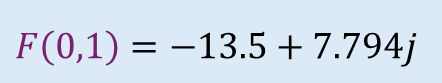 F(0,1) = −13.5 + 7.794j